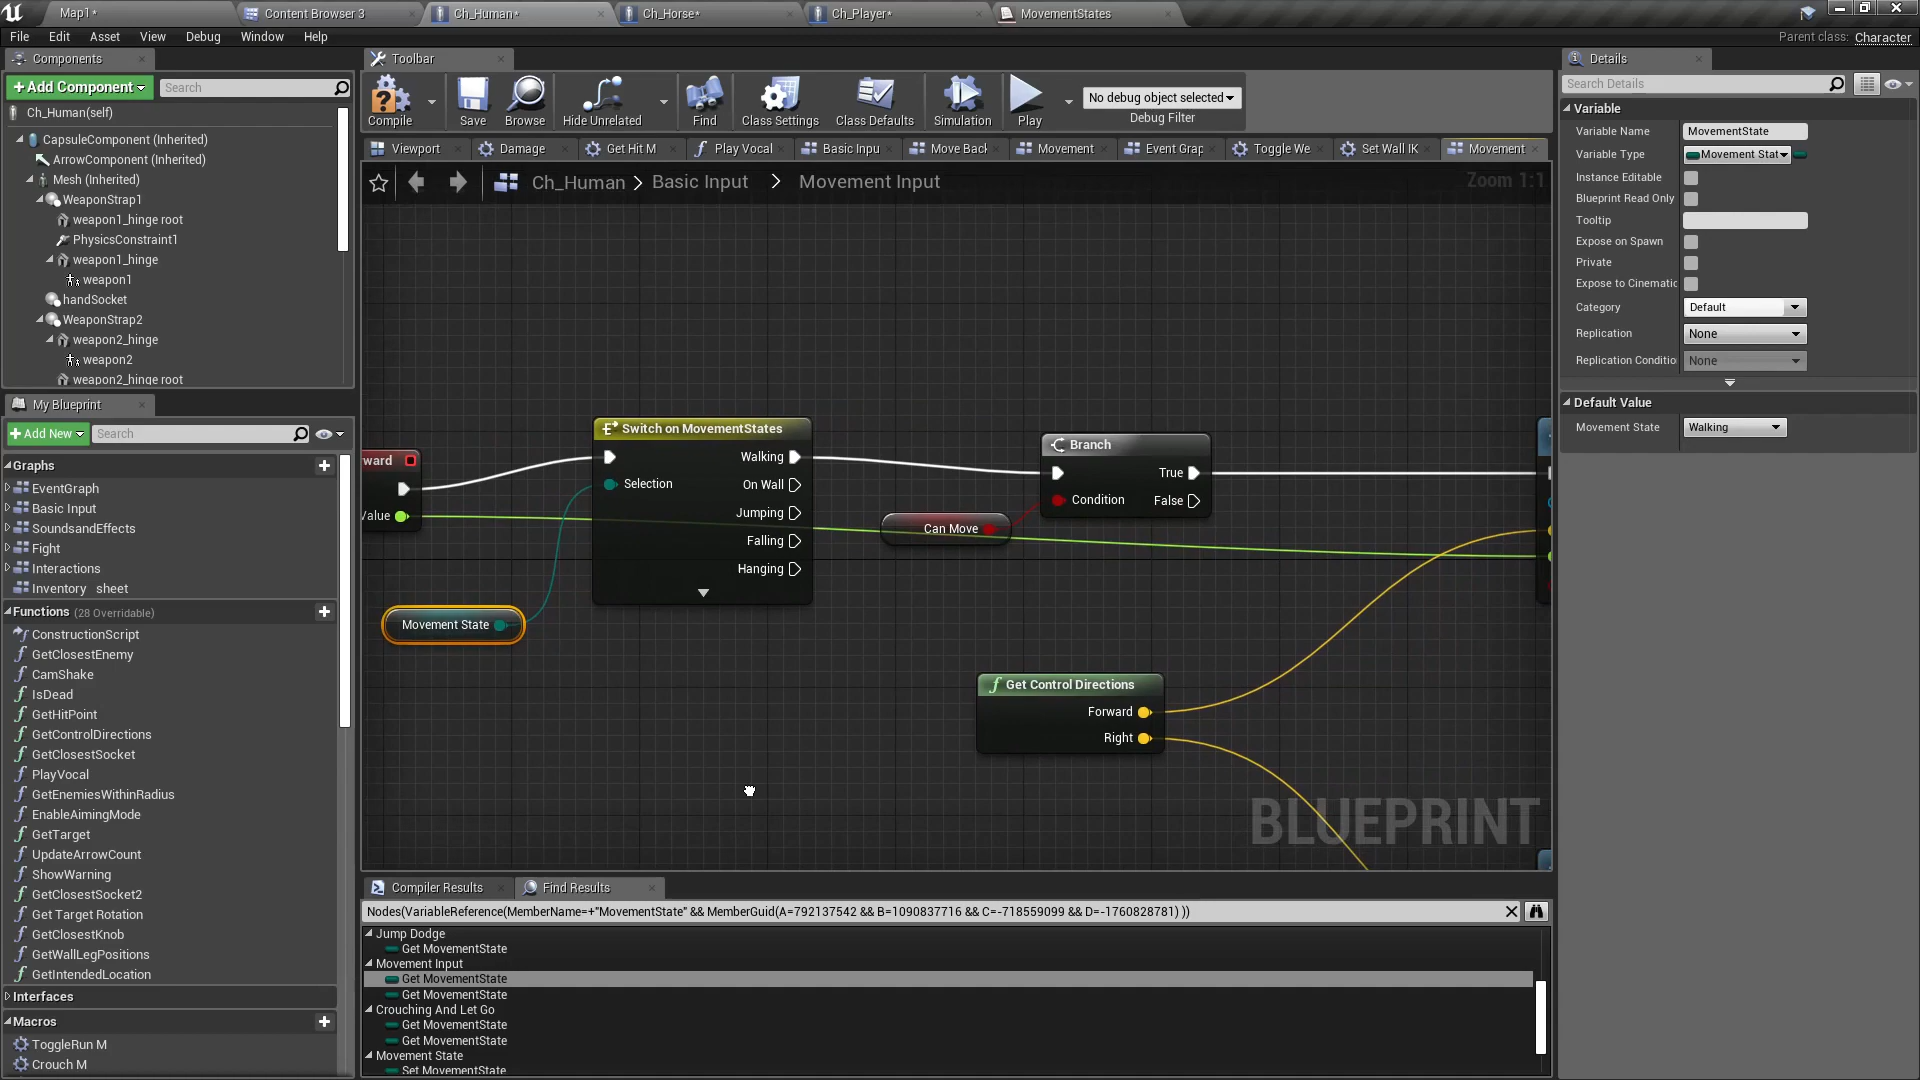 Map1*
Content Browser 3
Ch_Human*
Ch_Horse*
Ch_Player*
MovementStates
File Edit Asset View Debug Window Help
Parent class: Character
Components
+ Add Component
Search
Ch_Human(self)
CapsuleComponent (Inherited)
ArrowComponent (Inherited)
Mesh (Inherited)
WeaponStrap1
weapon1_hinge root
PhysicsConstraint1
weapon1_hinge
weapon1
handSocket
WeaponStrap2
weapon2_hinge
weapon2
weapon2_hinge root
My Blueprint
+ Add New
Search
Graphs
EventGraph
Basic Input
SoundsandEffects
Fight
Interactions
Inventory sheet
Functions (28 Overridable)
ConstructionScript
GetClosestEnemy
CamShake
IsDead
GetHitPoint
GetControlDirections
GetClosestSocket
PlayVocal
GetEnemiesWithinRadius
EnableAimingMode
GetTarget
UpdateArrowCount
ShowWarning
GetClosestSocket2
Get Target Rotation
GetClosestKnob
GetWallLegPositions
GetIntendedLocation
Interfaces
Macros
ToggleRun M
Crouch M
Toolbar
Compile
Save
Browse
Hide Unrelated
Find
Class Settings
Class Defaults
Simulation
Play
No debug object selected
Debug Filter
Viewport
Damage
Get Hit M
Play Vocal
Basic Inpu
Move Back
Movement
Event Grap
Toggle We
Set Wall IK
Movement
Ch_Human > Basic Input > Movement Input
Zoom 1:1
ward
Value
Switch on MovementStates
Walking
Selection
On Wall
Jumping
Falling
Hanging
Movement State
Branch
True
Condition
False
Can Move
Get Control Directions
Forward
Right
BLUEPRINT
Compiler Results
Find Results
Nodes(VariableReference(MemberName=+"MovementState" && MemberGuid(A=792137542 && B=1090837716 && C=-718559099 && D=-1760828781) ))
Jump Dodge
Get MovementState
Movement Input
Get MovementState
Get MovementState
Crouching And Let Go
Get MovementState
Get MovementState
Movement State
Set MovementState
Details
Search Details
Variable
Variable Name
MovementState
Variable Type
Movement Stat
Instance Editable
Blueprint Read Only
Tooltip
Expose on Spawn
Private
Expose to Cinematic
Category
Default
Replication
None
Replication Conditio
None
Default Value
Movement State
Walking